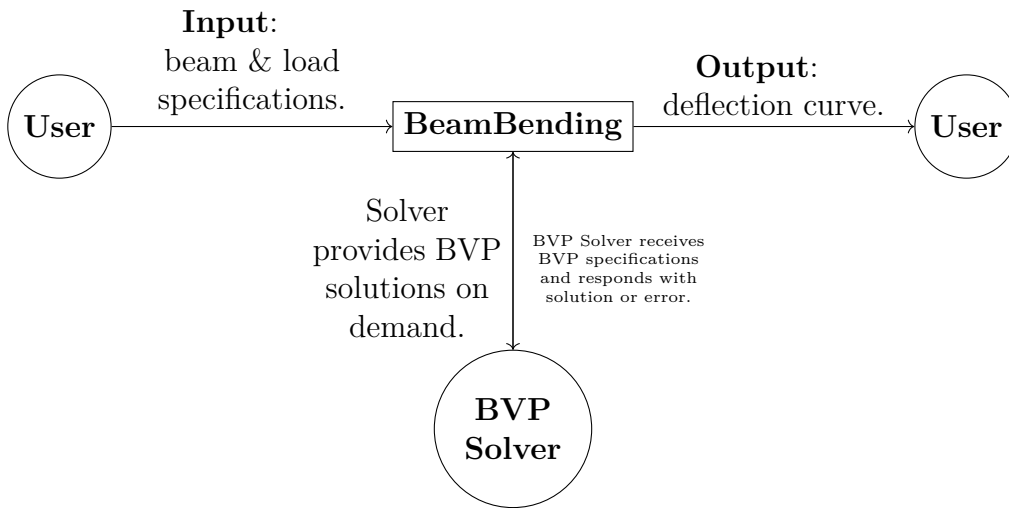 Input:
beam & load
specifications.
User
BeamBending
Output:
deflection curve.
User
Solver
provides BVP
solutions on
demand.
BVP Solver receives
BVP specifications
and responds with
solution or error.
BVP
Solver